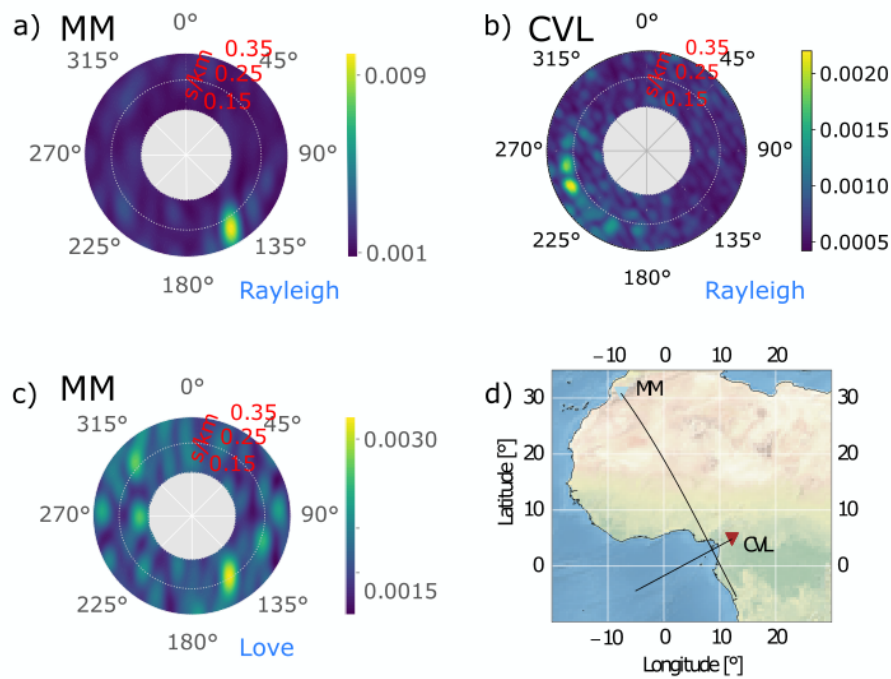 a) MM
0°
315°
45°
270°
90°
225°
135°
180°
0.35
0.25
0.15
s/km
0.009
0.001
Rayleigh
b) CVL
0°
315°
45°
270°
90°
225°
135°
180°
0.35
0.25
0.15
s/km
0.0020
0.0015
0.0010
0.0005
Rayleigh
c) MM
0°
315°
45°
270°
90°
225°
135°
180°
0.35
0.25
0.15
s/km
0.0030
0.0015
Love
d)
−10 0 10 20
30 30
20 20
10 10
0 0
MM
CVL
Latitude [°]
−10 0 10 20
Longitude [°]